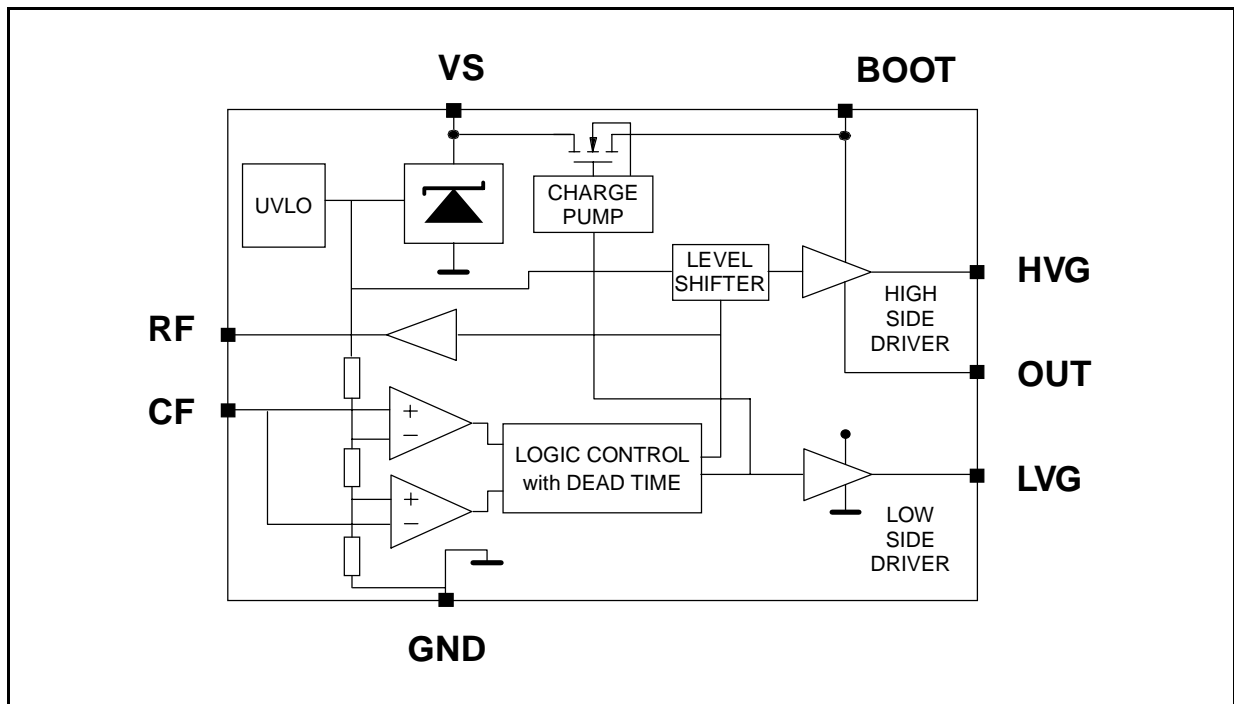 VS
BOOT
UVLO
CHARGE
PUMP
LEVEL
SHIFTER
HVG
HIGH
SIDE
DRIVER
RF
OUT
CF
+
−
LOGIC CONTROL
with DEAD TIME
+
−
LVG
LOW
SIDE
DRIVER
GND